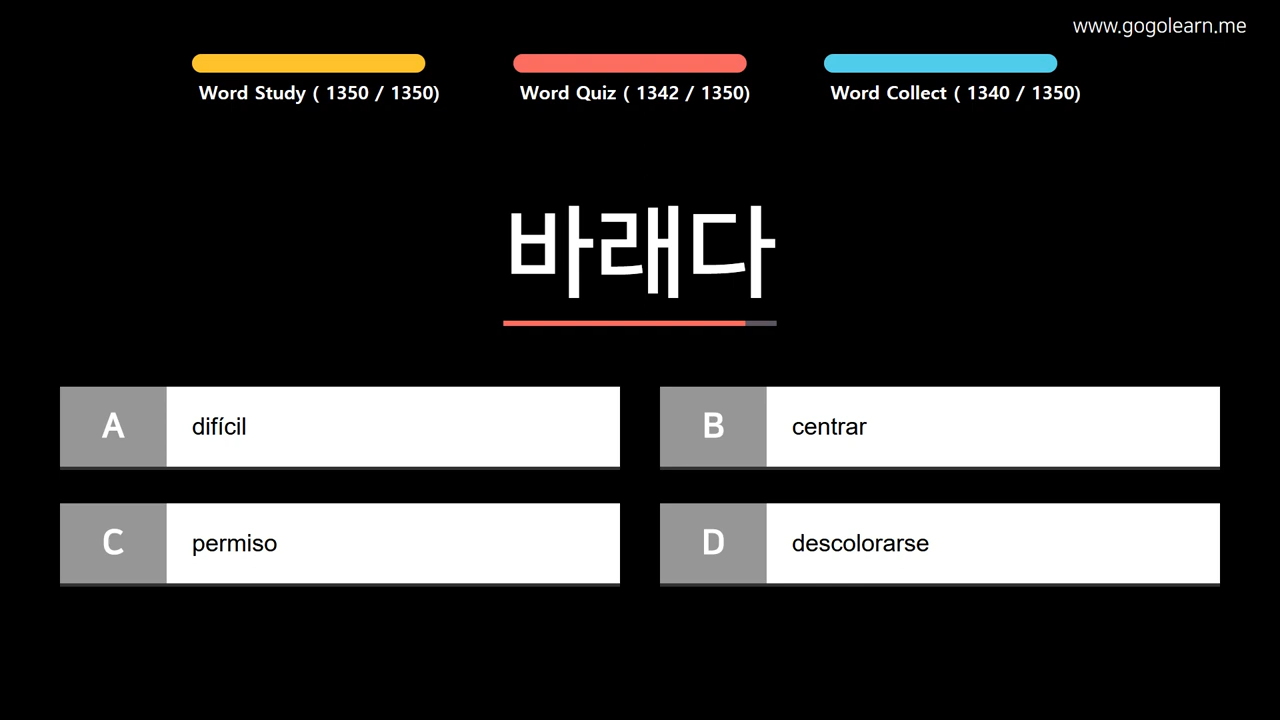 www.gogolearn.me
Word Study ( 1350 / 1350)
Word Quiz ( 1342 / 1350)
Word Collect ( 1340 / 1350)
바래다
A difícil
B centrar
C permiso
D descolorarse